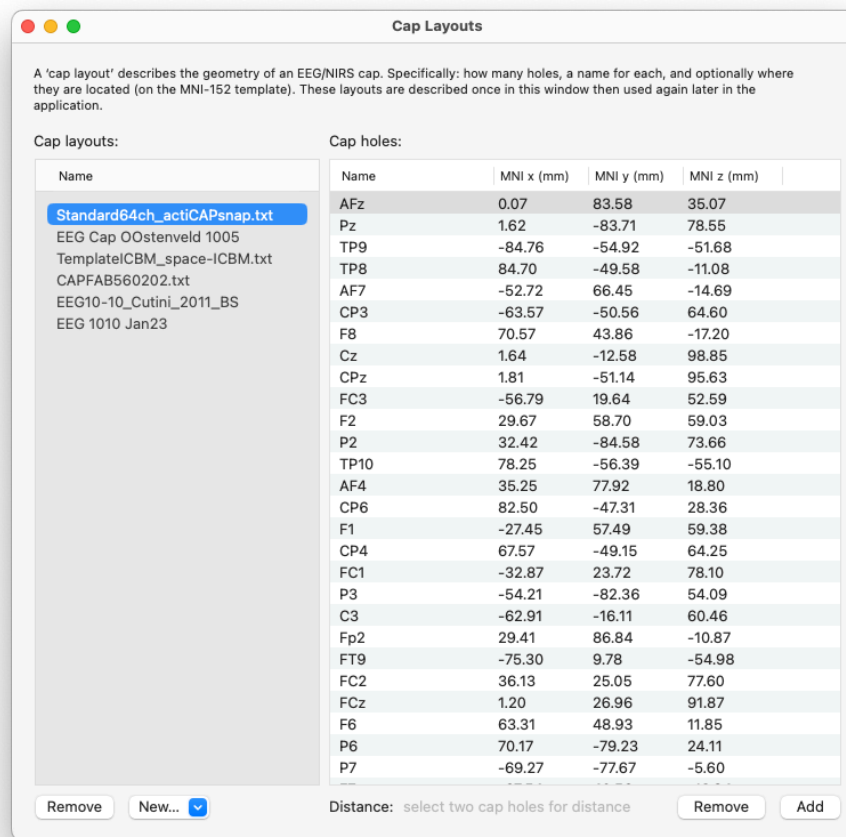 Cap Layouts
A ‘cap layout’ describes the geometry of an EEG/NIRS cap. Specifically: how many holes, a name for each, and optionally where
they are located (on the MNI-152 template). These layouts are described once in this window then used again later in the
application.
Cap layouts:
Name
Standard64ch_actiCAPsnap.txt
EEG Cap OOstenveld 1005
TemplateICBM_space-ICBM.txt
CAPFAB560202.txt
EEG10-10_Cutini_2011_BS
EEG 1010 Jan23
Remove
New...
Cap holes:
Name MNI x (mm) MNI y (mm) MNI z (mm)
AFz 0.07 83.58 35.07
Pz 1.62 -83.71 78.55
TP9 -84.76 -54.92 -51.68
TP8 84.70 -49.58 -11.08
AF7 -52.72 66.45 -14.69
CP3 -63.57 -50.56 64.60
F8 70.57 43.86 -17.20
Cz 1.64 -12.58 98.85
CPz 1.81 -51.14 95.63
FC3 -56.79 19.64 52.59
F2 29.67 58.70 59.03
P2 32.42 -84.58 73.66
TP10 78.25 -56.39 -55.10
AF4 35.25 77.92 18.80
CP6 82.50 -47.31 28.36
F1 -27.45 57.49 59.38
CP4 67.57 -49.15 64.25
FC1 -32.87 23.72 78.10
P3 -54.21 -82.36 54.09
C3 -62.91 -16.11 60.46
Fp2 29.41 86.84 -10.87
FT9 -75.30 9.78 -54.98
FC2 36.13 25.05 77.60
FCz 1.20 26.96 91.87
F6 63.31 48.93 11.85
P6 70.17 -79.23 24.11
P7 -69.27 -77.67 -5.60
Distance: select two cap holes for distance
Remove
Add